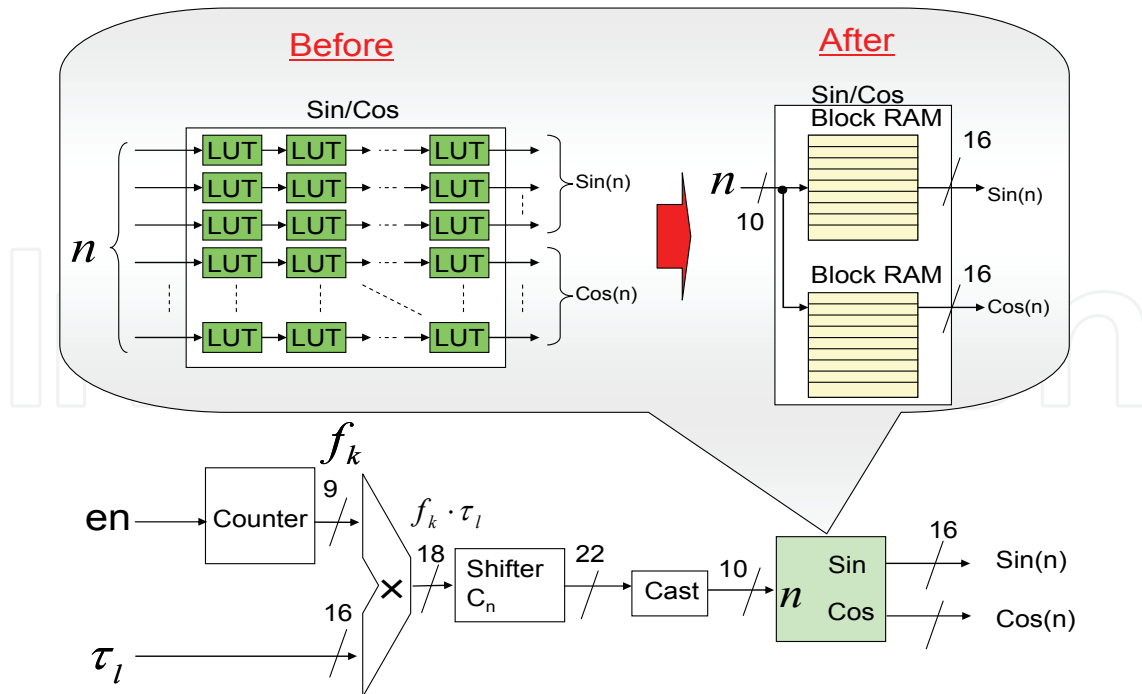 Before
After
Sin/Cos
LUT LUT LUT
LUT LUT LUT
LUT LUT LUT
LUT LUT LUT
LUT LUT LUT
n
Sin(n)
Cos(n)
Sin/Cos
Block RAM
n
10
16
Sin(n)
Block RAM
16
Cos(n)
en
Counter
f_k
9
f_k · τ_l
×
τ_l
16
18
Shifter
C_n
22
Cast
10
n
Sin
Cos
16
Sin(n)
Cos(n)